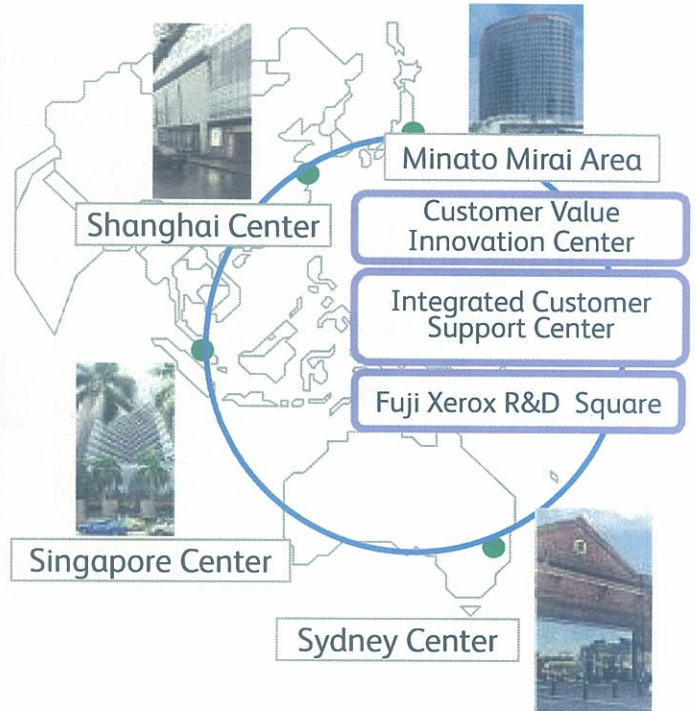 Minato Mirai Area
Shanghai Center
Customer Value
Innovation Center
Integrated Customer
Support Center
Fuji Xerox R&D Square
Singapore Center
Sydney Center